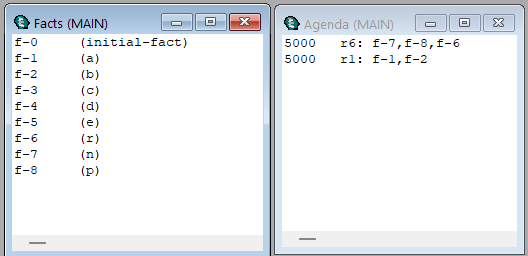 Facts (MAIN)
f-0     (initial-fact)
f-1     (a)
f-2     (b)
f-3     (c)
f-4     (d)
f-5     (e)
f-6     (r)
f-7     (n)
f-8     (p)
Agenda (MAIN)
5000   r6: f-7,f-8,f-6
5000   r1: f-1,f-2